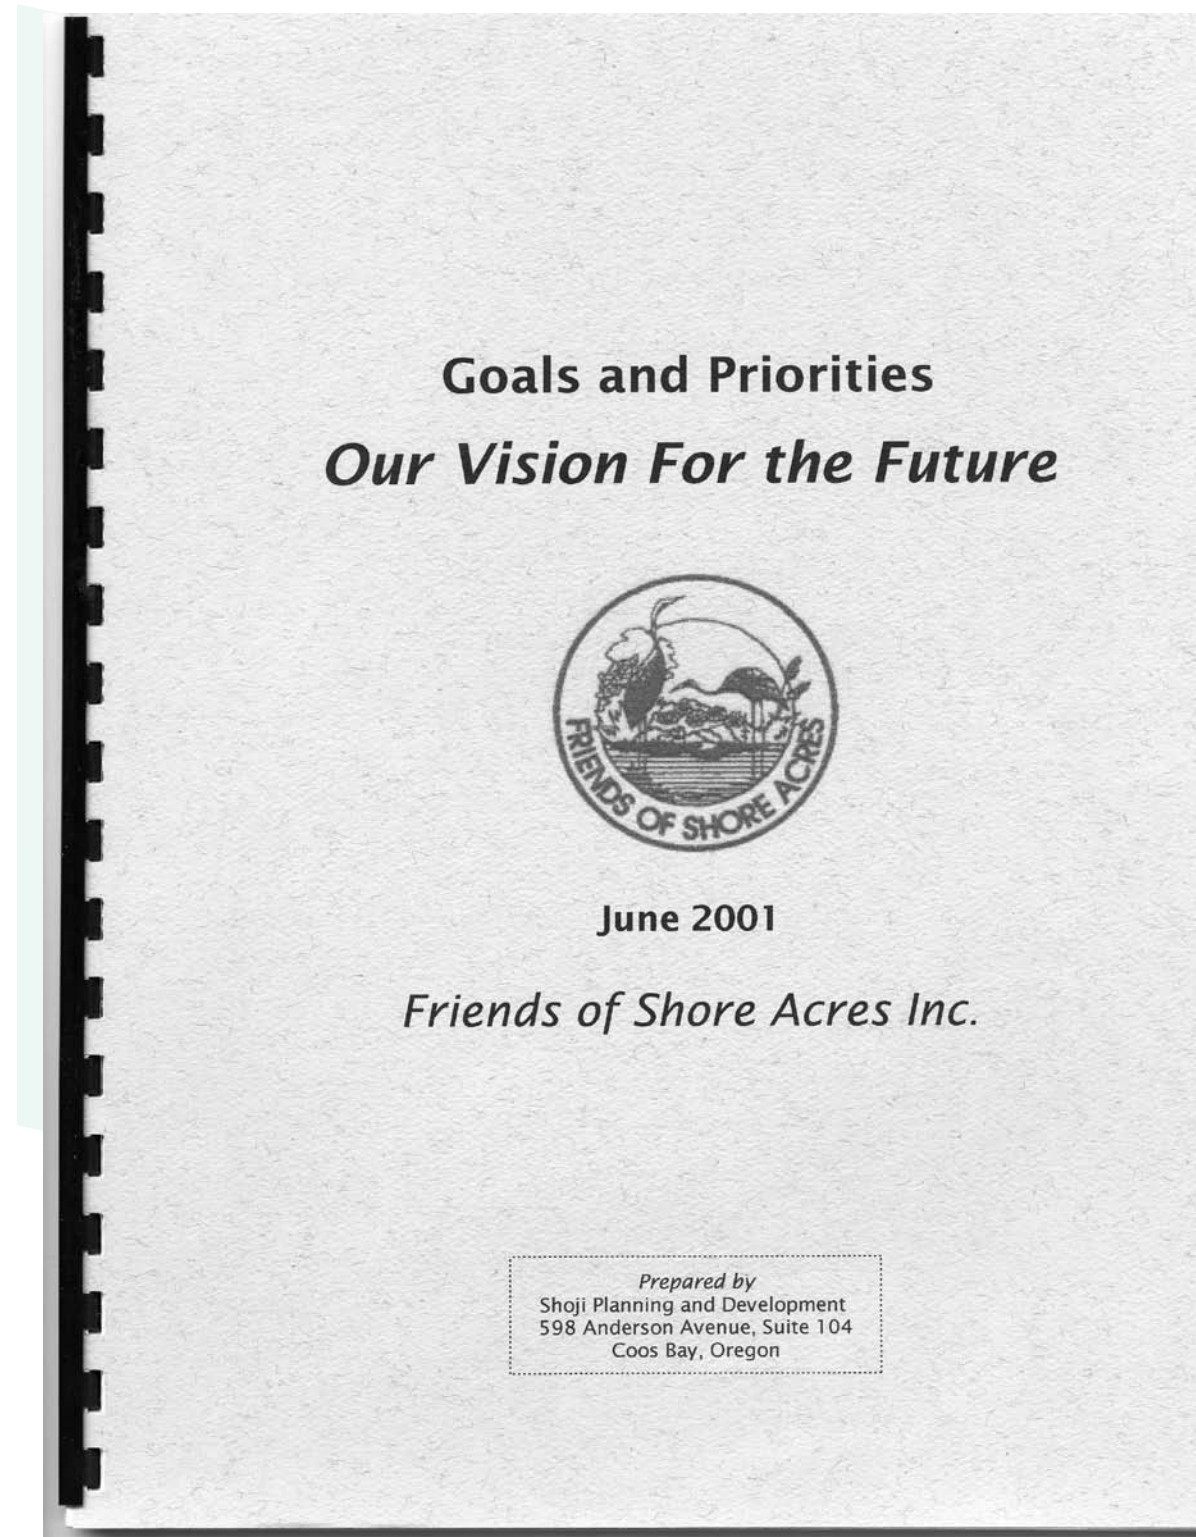 Goals and Priorities
Our Vision For the Future
FRIENDS OF SHORE ACRES
June 2001
Friends of Shore Acres Inc.
Prepared by
Shoji Planning and Development
598 Anderson Avenue, Suite 104
Coos Bay, Oregon